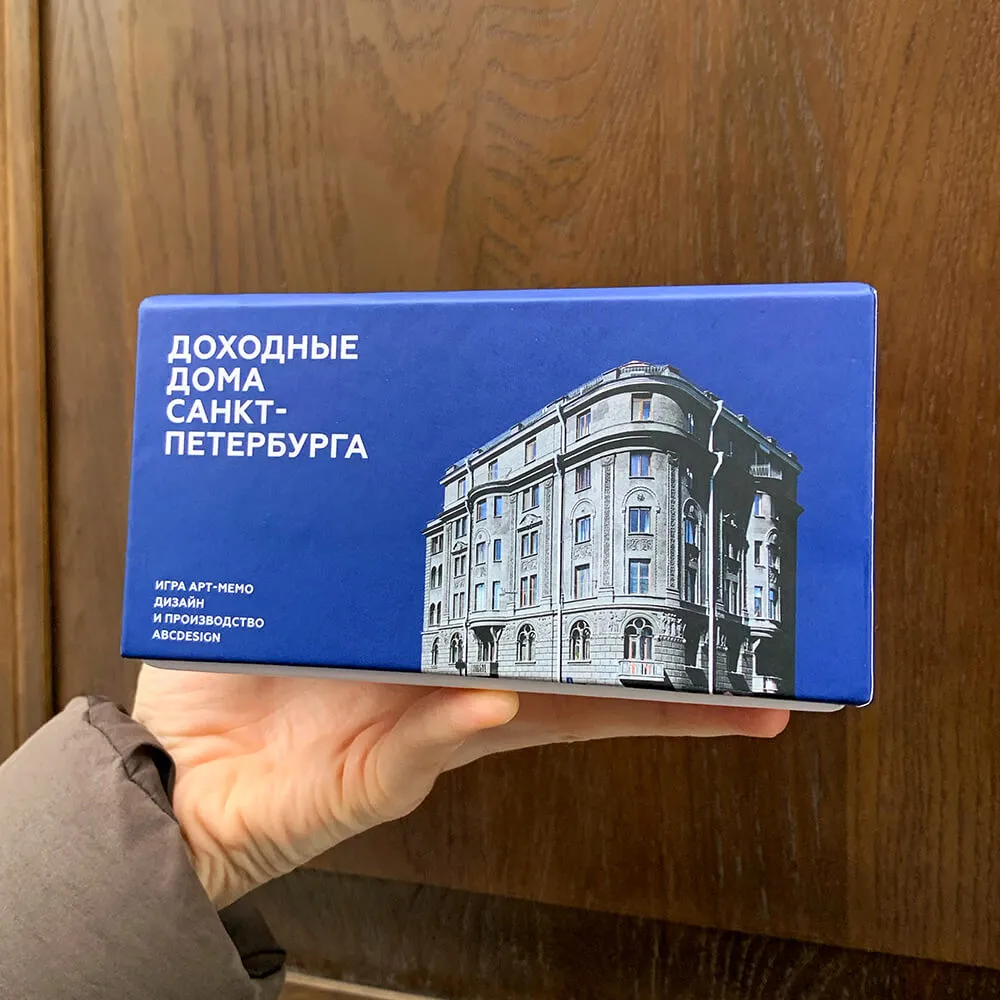 ДОХОДНЫЕ
ДОМА
САНКТ-
ПЕТЕРБУРГА
ИГРА АРТ-МЕМО
ДИЗАЙН
И ПРОИЗВОДСТВО
ABCDESIGN